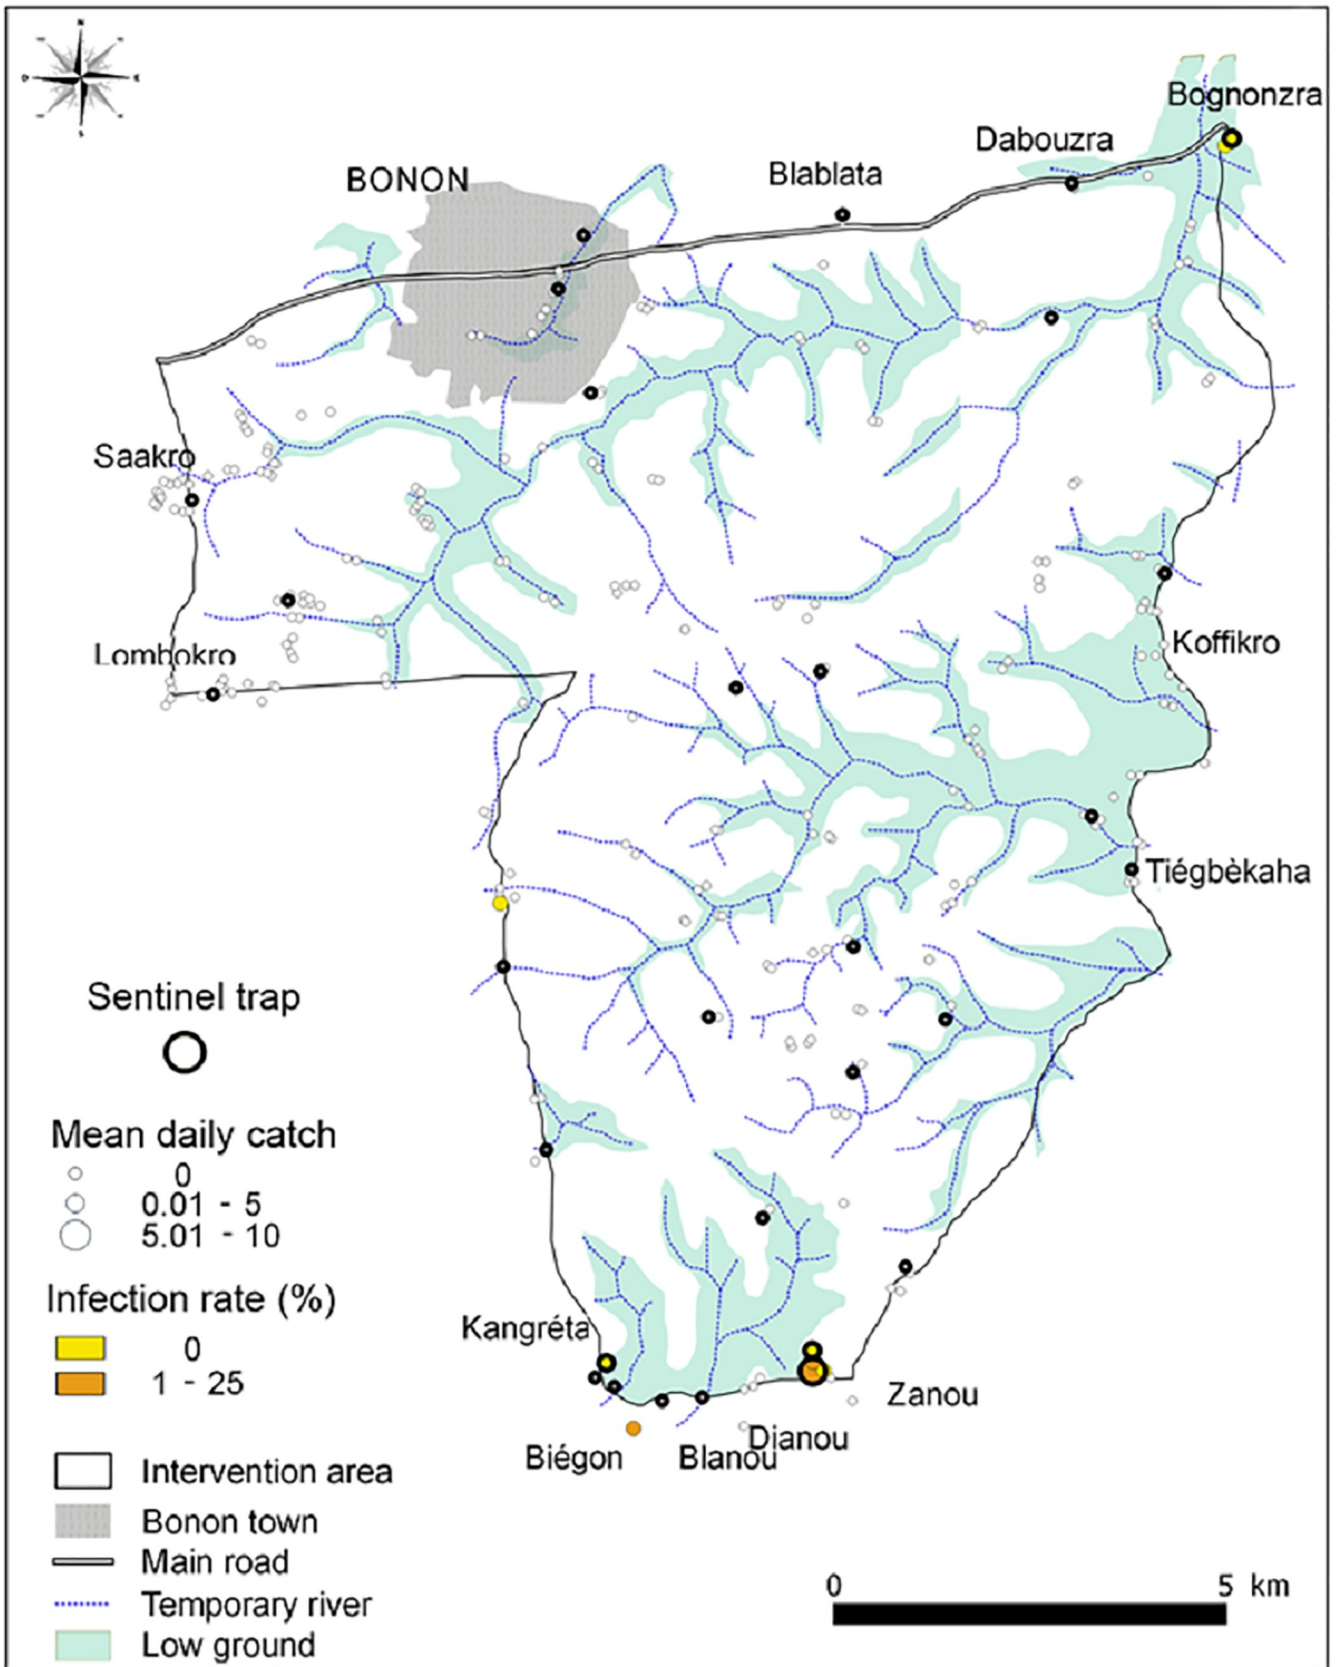 N
S
Bognonzra
Dabouzra
Blablata
BONON
Saakro
Koffikro
Lombokro
Tiégbèkaha
Sentinel trap
Mean daily catch
0
0.01 - 5
5.01 - 10
Infection rate (%)
0
1 - 25
Kangréta
Zanou
Djanou
Biégon
Blanou
Intervention area
Bonon town
Main road
Temporary river
Low ground
0 5 km